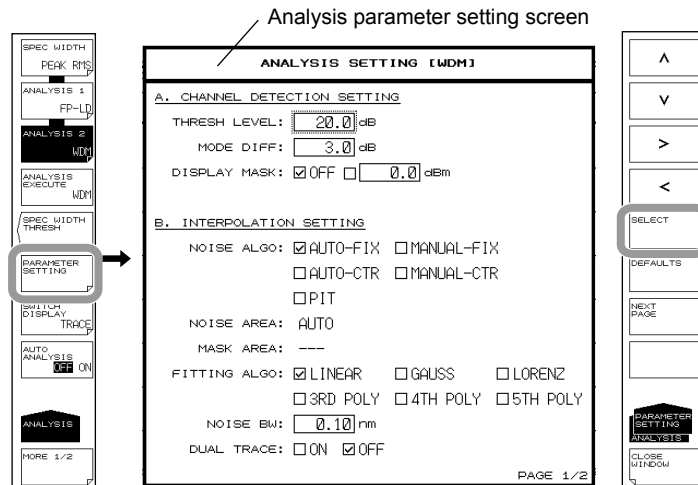 Analysis parameter setting screen
SPEC WIDTH
PEAK RMS
ANALYSIS 1
FP-LD
ANALYSIS 2
WDM
ANALYSIS
EXECUTE
WDM
SPEC WIDTH
THRESH
PARAMETER
SETTING
SWITCH
DISPLAY
TRACE
AUTO
ANALYSIS
OFF ON
ANALYSIS
MORE 1/2
ANALYSIS SETTING [WDM]
A. CHANNEL DETECTION SETTING
THRESH LEVEL: 20.0 dB
MODE DIFF: 3.0 dB
DISPLAY MASK: ☑OFF ☐ 0.0 dBm
B. INTERPOLATION SETTING
NOISE ALGO: ☑AUTO-FIX ☐MANUAL-FIX
☐AUTO-CTR ☐MANUAL-CTR
☐PIT
NOISE AREA: AUTO
MASK AREA: ---
FITTING ALGO: ☑LINEAR ☐GAUSS ☐LORENZ
☐3RD POLY ☐4TH POLY ☐5TH POLY
NOISE BW: 0.10 nm
DUAL TRACE: ☐ON ☑OFF
PAGE 1/2
∧
∨
>
<
SELECT
DEFAULTS
NEXT
PAGE
PARAMETER
SETTING
ANALYSIS
CLOSE
WINDOW